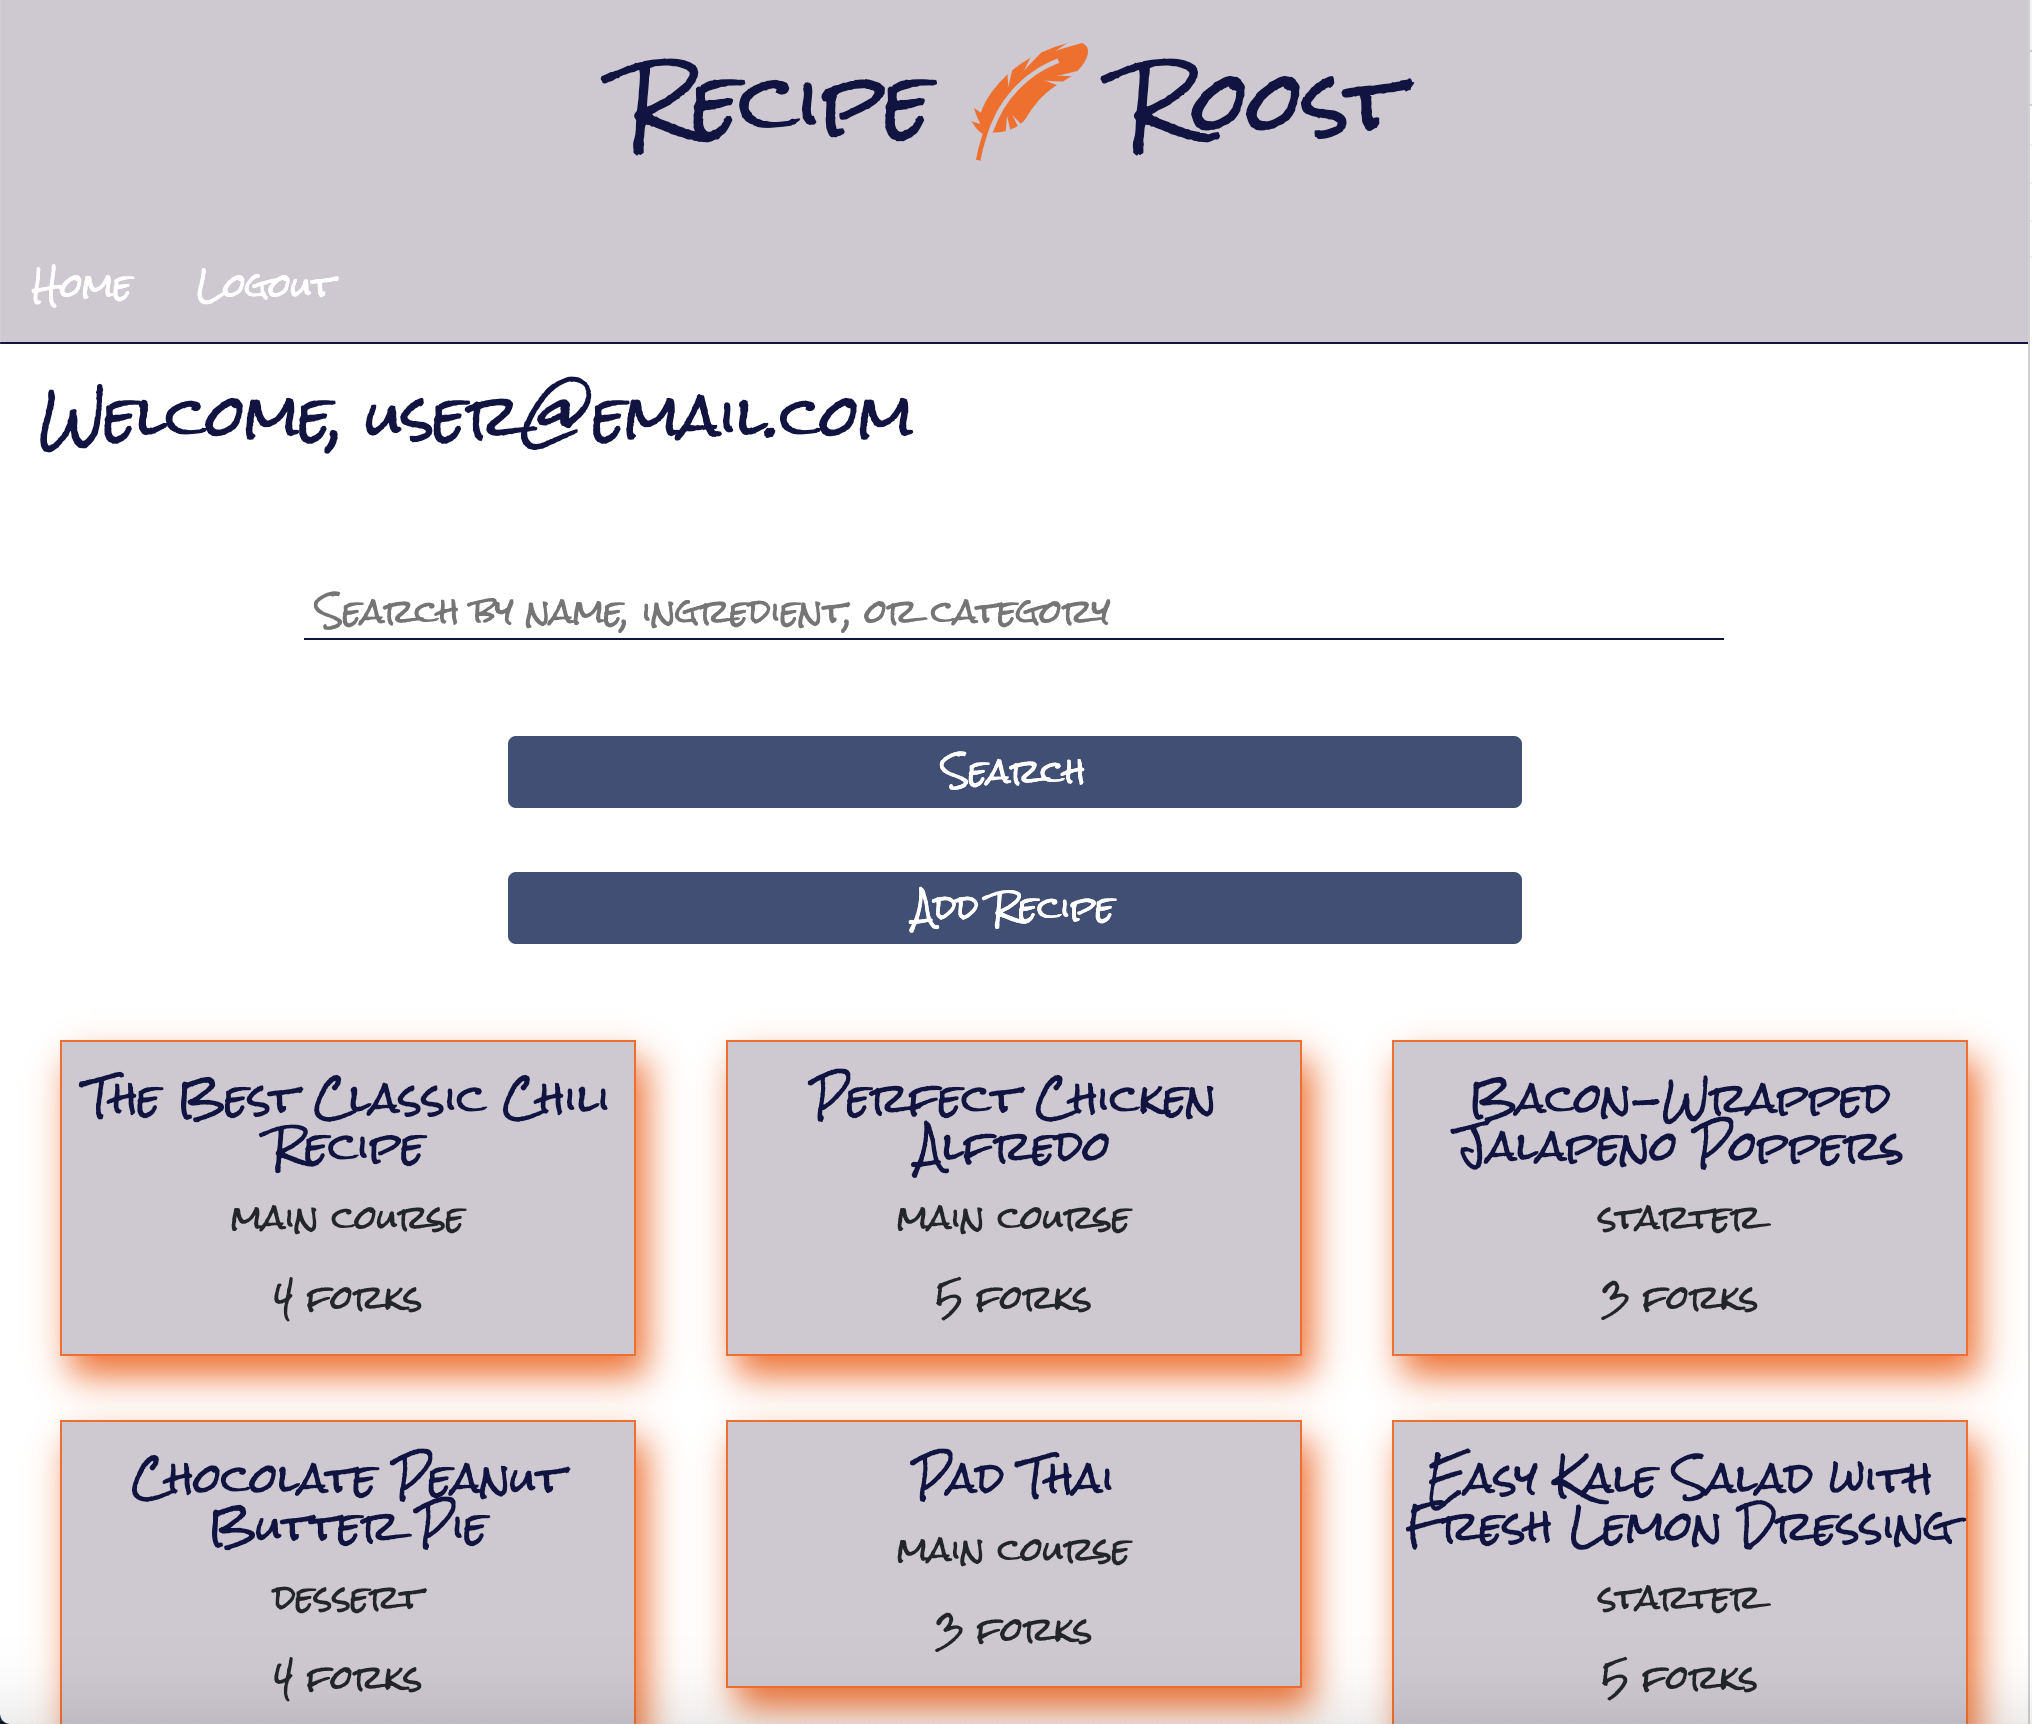 Recipe Roost
Home Logout
Welcome, user@email.com
Search by name, ingredient, or category
Search
Add Recipe
The Best Classic Chili
Recipe
main course
4 forks
Perfect Chicken
Alfredo
main course
5 forks
Bacon-Wrapped
Jalapeno Poppers
starter
3 forks
Chocolate Peanut
Butter Pie
dessert
4 forks
Pad Thai
main course
3 forks
Easy Kale Salad with
Fresh Lemon Dressing
starter
5 forks